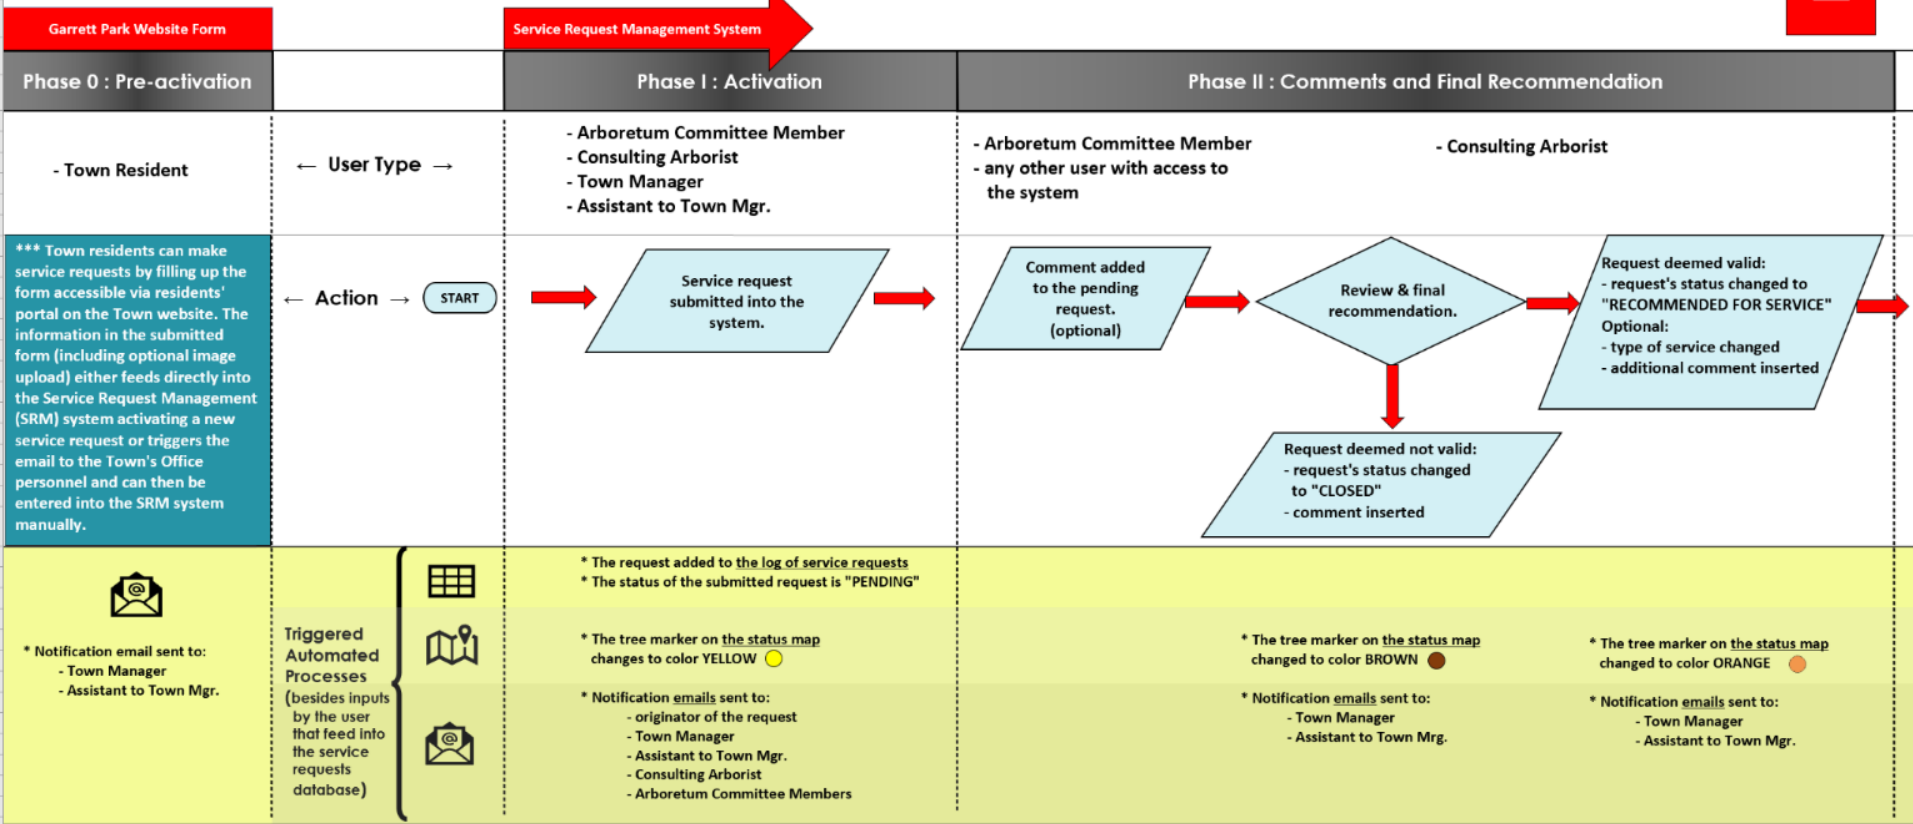 Garrett Park Website Form
Service Request Management System
Phase 0 : Pre-activation
Phase I : Activation
Phase II : Comments and Final Recommendation
- Town Resident
← User Type →
- Arboretum Committee Member
- Consulting Arborist
- Town Manager
- Assistant to Town Mgr.
- Arboretum Committee Member
- any other user with access to
the system
- Consulting Arborist
*** Town residents can make
service requests by filling up the
form accessible via residents'
portal on the Town website. The
information in the submitted
form (including optional image
upload) either feeds directly into
the Service Request Management
(SRM) system activating a new
service request or triggers the
email to the Town's Office
personnel and can then be
entered into the SRM system
manually.
← Action →
START
Service request
submitted into the
system.
Comment added
to the pending
request.
(optional)
Review & final
recommendation.
Request deemed valid:
- request's status changed to
"RECOMMENDED FOR SERVICE"
Optional:
- type of service changed
- additional comment inserted
Request deemed not valid:
- request's status changed
to "CLOSED"
- comment inserted
@
* Notification email sent to:
- Town Manager
- Assistant to Town Mgr.
Triggered
Automated
Processes
(besides inputs
by the user
that feed into
the service
requests
database)
@
* The request added to the log of service requests
* The status of the submitted request is "PENDING"
* The tree marker on the status map
changes to color YELLOW
* Notification emails sent to:
- originator of the request
- Town Manager
- Assistant to Town Mgr.
- Consulting Arborist
- Arboretum Committee Members
* The tree marker on the status map
changed to color BROWN
* Notification emails sent to:
- Town Manager
- Assistant to Town Mrg.
* The tree marker on the status map
changed to color ORANGE
* Notification emails sent to:
- Town Manager
- Assistant to Town Mgr.